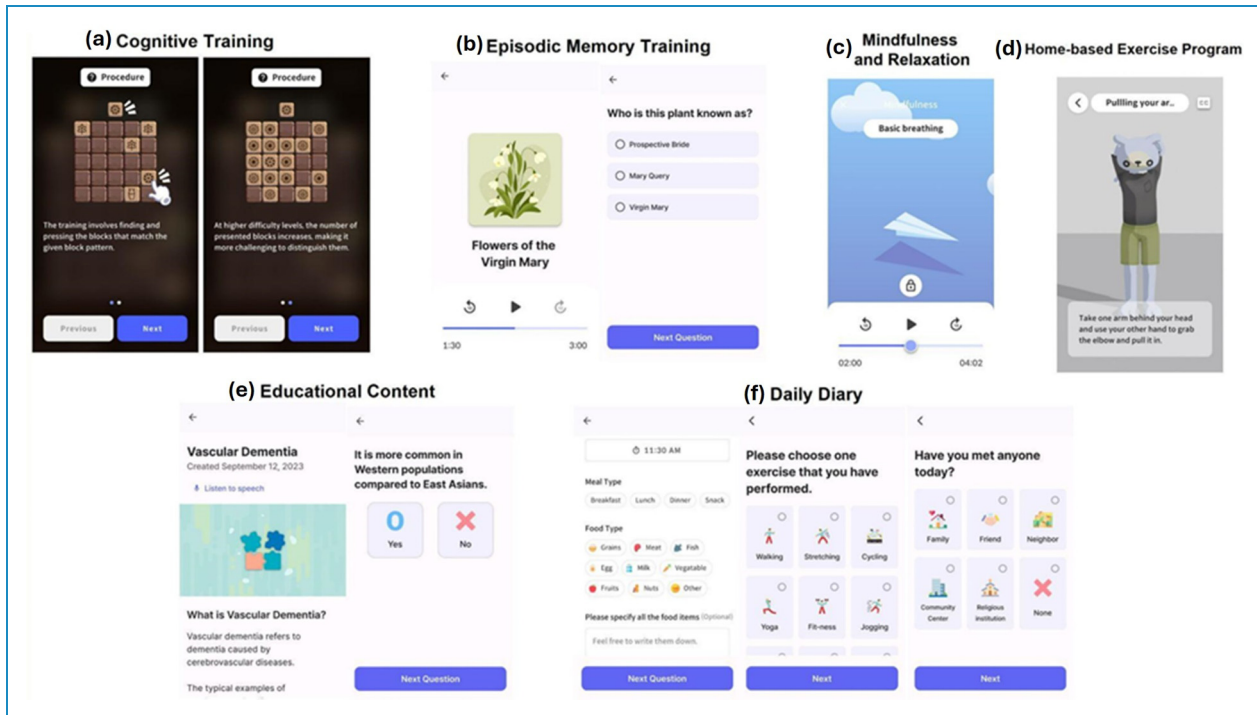 (a) Cognitive Training
Procedure
The training involves finding and
pressing the blocks that match the
given block pattern.
Previous
Next
Procedure
At higher difficulty levels, the number of
presented blocks increases, making it
more challenging to distinguish them.
Previous
Next
(b) Episodic Memory Training
Flowers of the
Virgin Mary
1:30
3:00
Who is this plant known as?
Prospective Bride
Mary Query
Virgin Mary
Next Question
(c) Mindfulness
and Relaxation
Mindfulness
Basic breathing
02:00
04:02
(d) Home-based Exercise Program
Pullling your ar..
CC
Take one arm behind your head
and use your other hand to grab
the elbow and pull it in.
(e) Educational Content
Vascular Dementia
Created September 12, 2023
Listen to speech
What is Vascular Dementia?
Vascular dementia refers to
dementia caused by
cerebrovascular diseases.
The typical examples of
It is more common in
Western populations
compared to East Asians.
Yes
No
Next Question
(f) Daily Diary
11:30 AM
Meal Type
Breakfast Lunch Dinner Snack
Food Type
Grains Meat Fish
Egg Milk Vegatable
Fruits Nuts Other
Please specify all the food items (Optional)
Feel free to write them down.
Next Question
Please choose one
exercise that you have
performed.
Walking Stretching Cycling
Yoga Fit-ness Jogging
Next
Have you met anyone
today?
Family Friend Neighbor
Community
Center
Religious
institution
None
Next